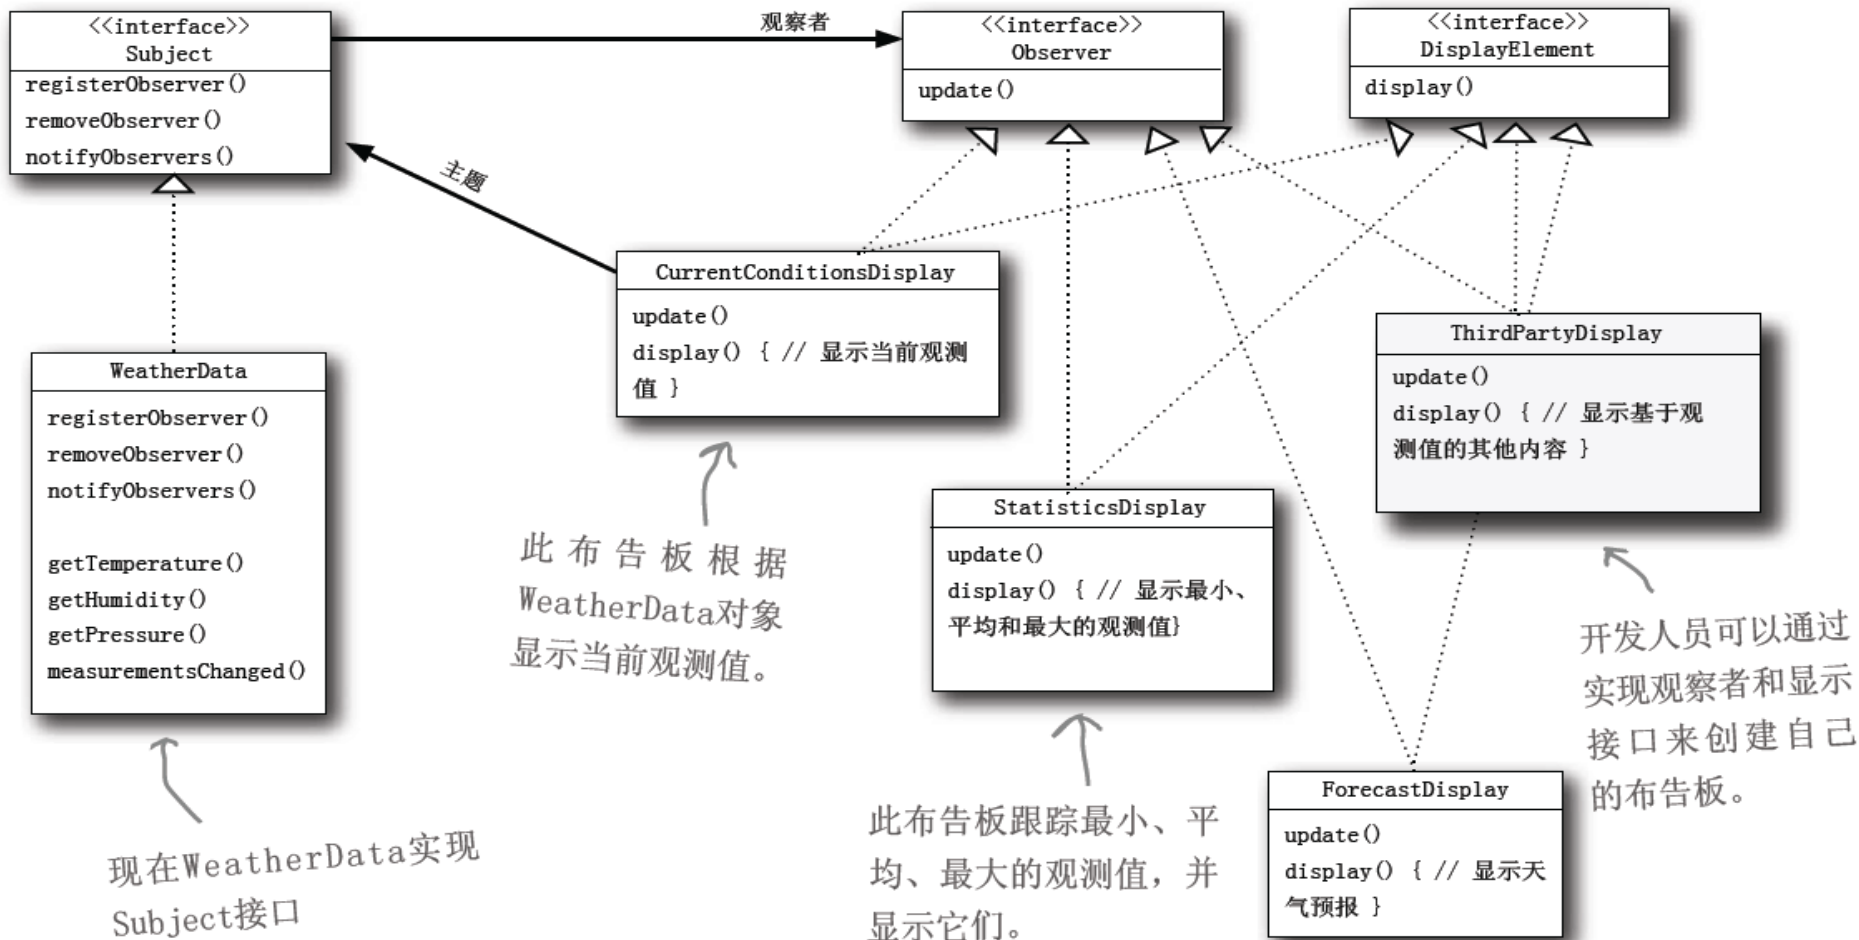 <<interface>>
Subject
registerObserver()
removeObserver()
notifyObservers()
观察者
<<interface>>
Observer
update()
<<interface>>
DisplayElement
display()
主题
CurrentConditionsDisplay
update()
display() { // 显示当前观测
值 }
ThirdPartyDisplay
update()
display() { // 显示基于观
测值的其他内容 }
WeatherData
registerObserver()
removeObserver()
notifyObservers()
getTemperature()
getHumidity()
getPressure()
measurementsChanged()
此布告板根据
WeatherData对象
显示当前观测值。
StatisticsDisplay
update()
display() { // 显示最小、
平均和最大的观测值}
开发人员可以通过
实现观察者和显示
接口来创建自己
的布告板。
现在WeatherData实现
Subject接口
此布告板跟踪最小、平
均、最大的观测值，并
显示它们。
ForecastDisplay
update()
display() { // 显示天
气预报 }